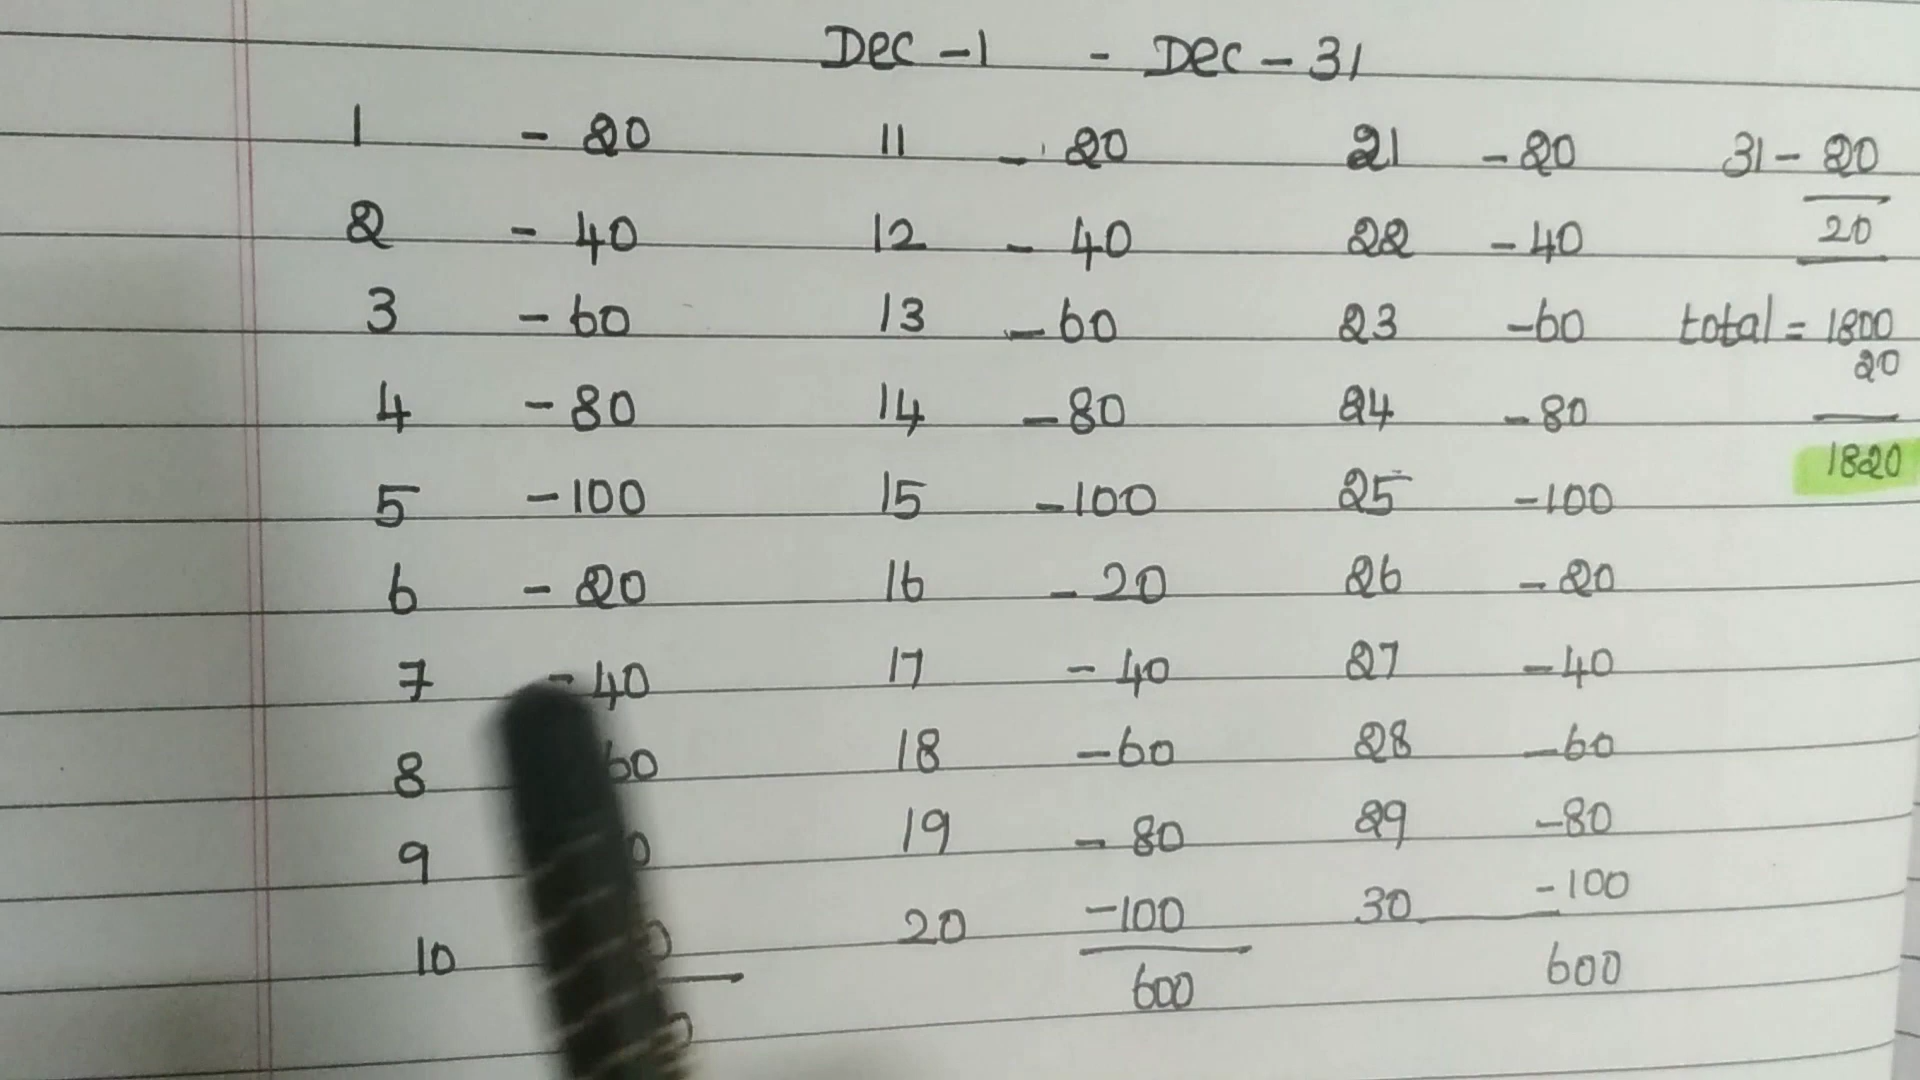 Dec - 1 - Dec - 31
1 - 20 11 - 20 21 - 20 31 - 20
2 - 40 12 - 40 22 - 40 20
3 - 60 13 - 60 23 - 60 total = 1800
20
4 - 80 14 - 80 24 - 80
1820
5 - 100 15 - 100 25 - 100
6 - 20 16 - 20 26 - 20
7 - 40 17 - 40 27 - 40
8 60 18 - 60 28 - 60
9 19 - 80 29 - 80
10 20 - 100 30 - 100
600 600